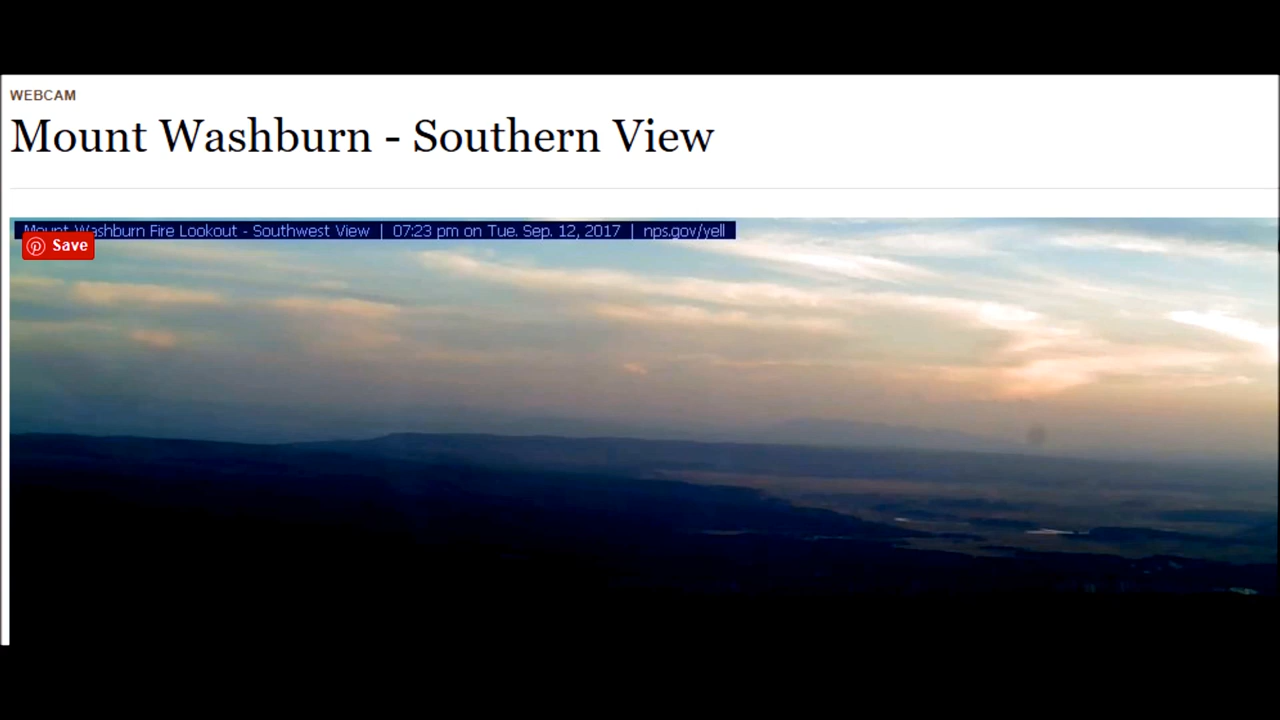 WEBCAM
Mount Washburn - Southern View
Mount Washburn Fire Lookout - Southwest View | 07:23 pm on Tue. Sep. 12, 2017 | nps.gov/yell
Save